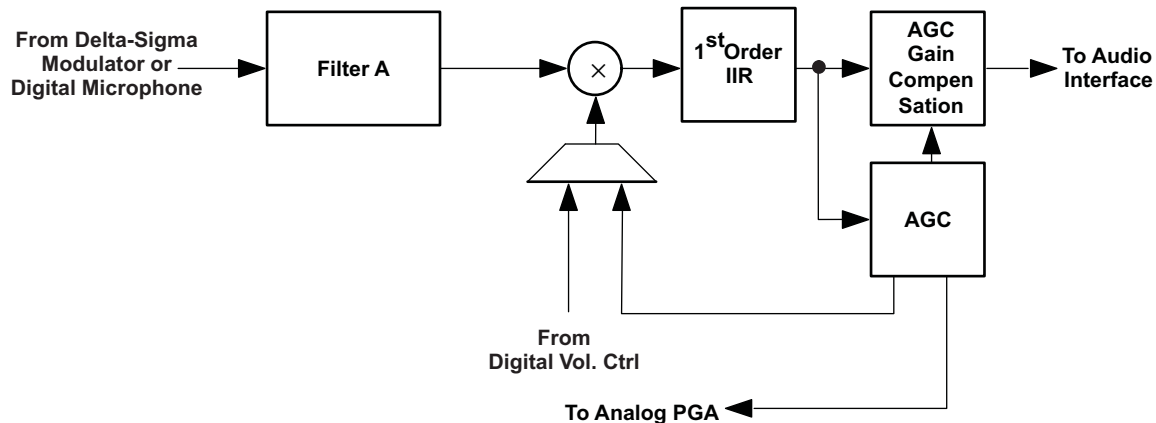 From Delta-Sigma
Modulator or
Digital Microphone
Filter A
×
1st Order
IIR
AGC
Gain
Compen
Sation
To Audio
Interface
AGC
From
Digital Vol. Ctrl
To Analog PGA